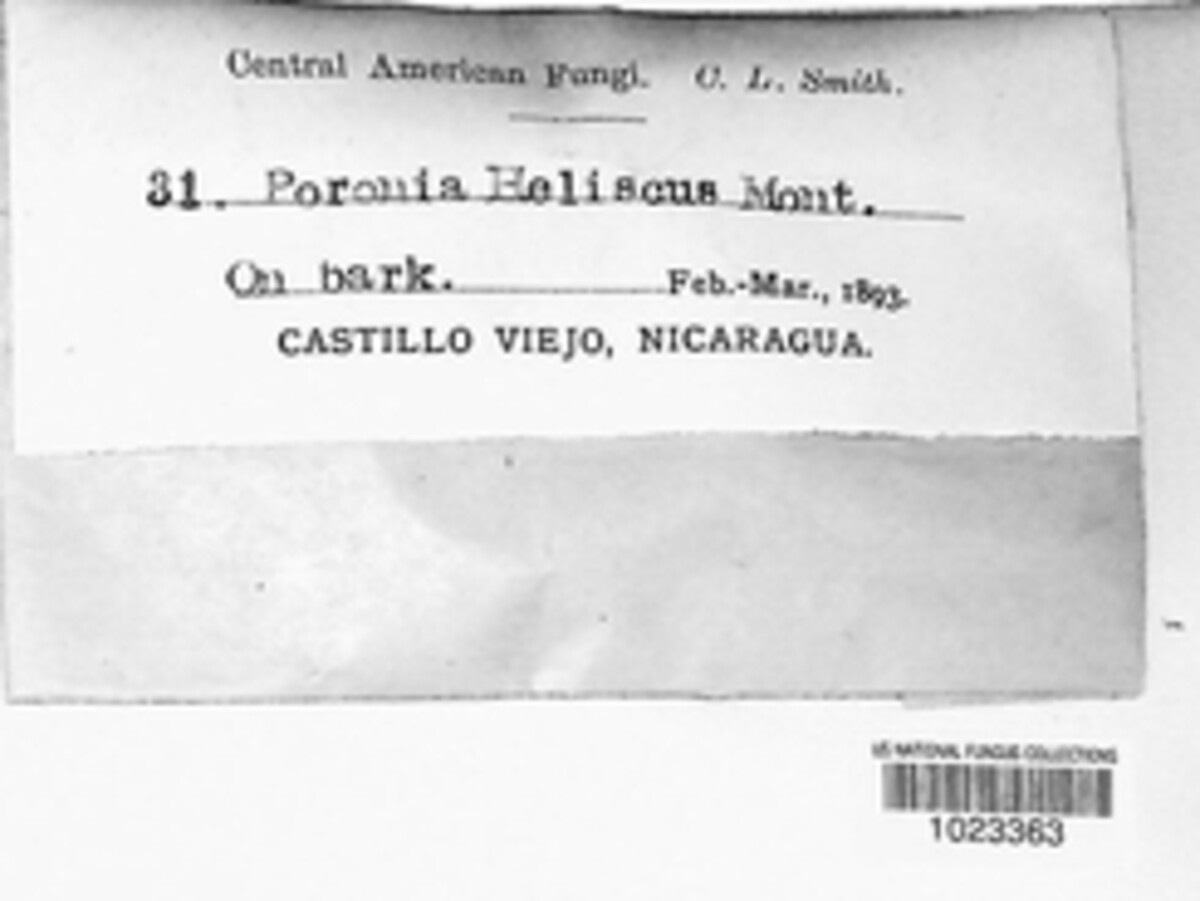 Central American Fungi. C. L. Smith.
31. Poronia Heliscus Mont.
On bark. Feb.-Mar., 1893.
CASTILLO VIEJO, NICARAGUA.
US NATIONAL FUNGUS COLLECTIONS
1023363